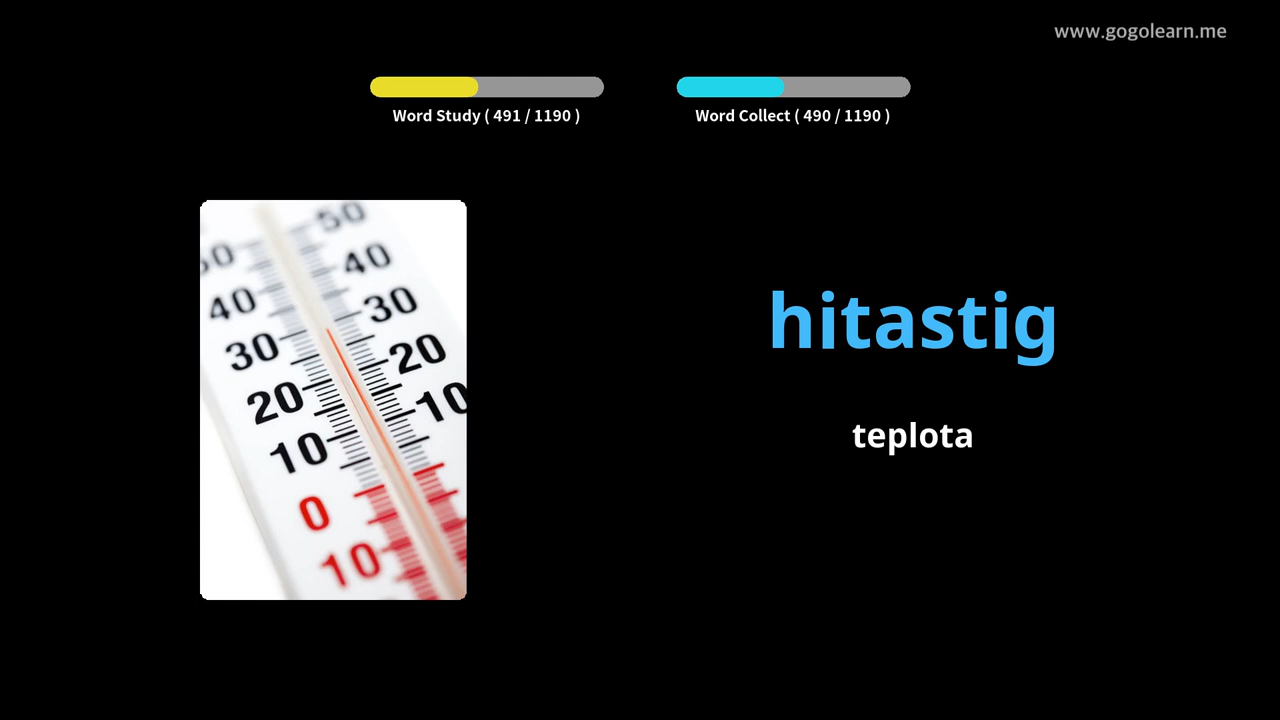 www.gogolearn.me
Word Study ( 491 / 1190 )
Word Collect ( 490 / 1190 )
hitastig
teplota
50
50
40
40
30
30
20
20
10
10
0
10